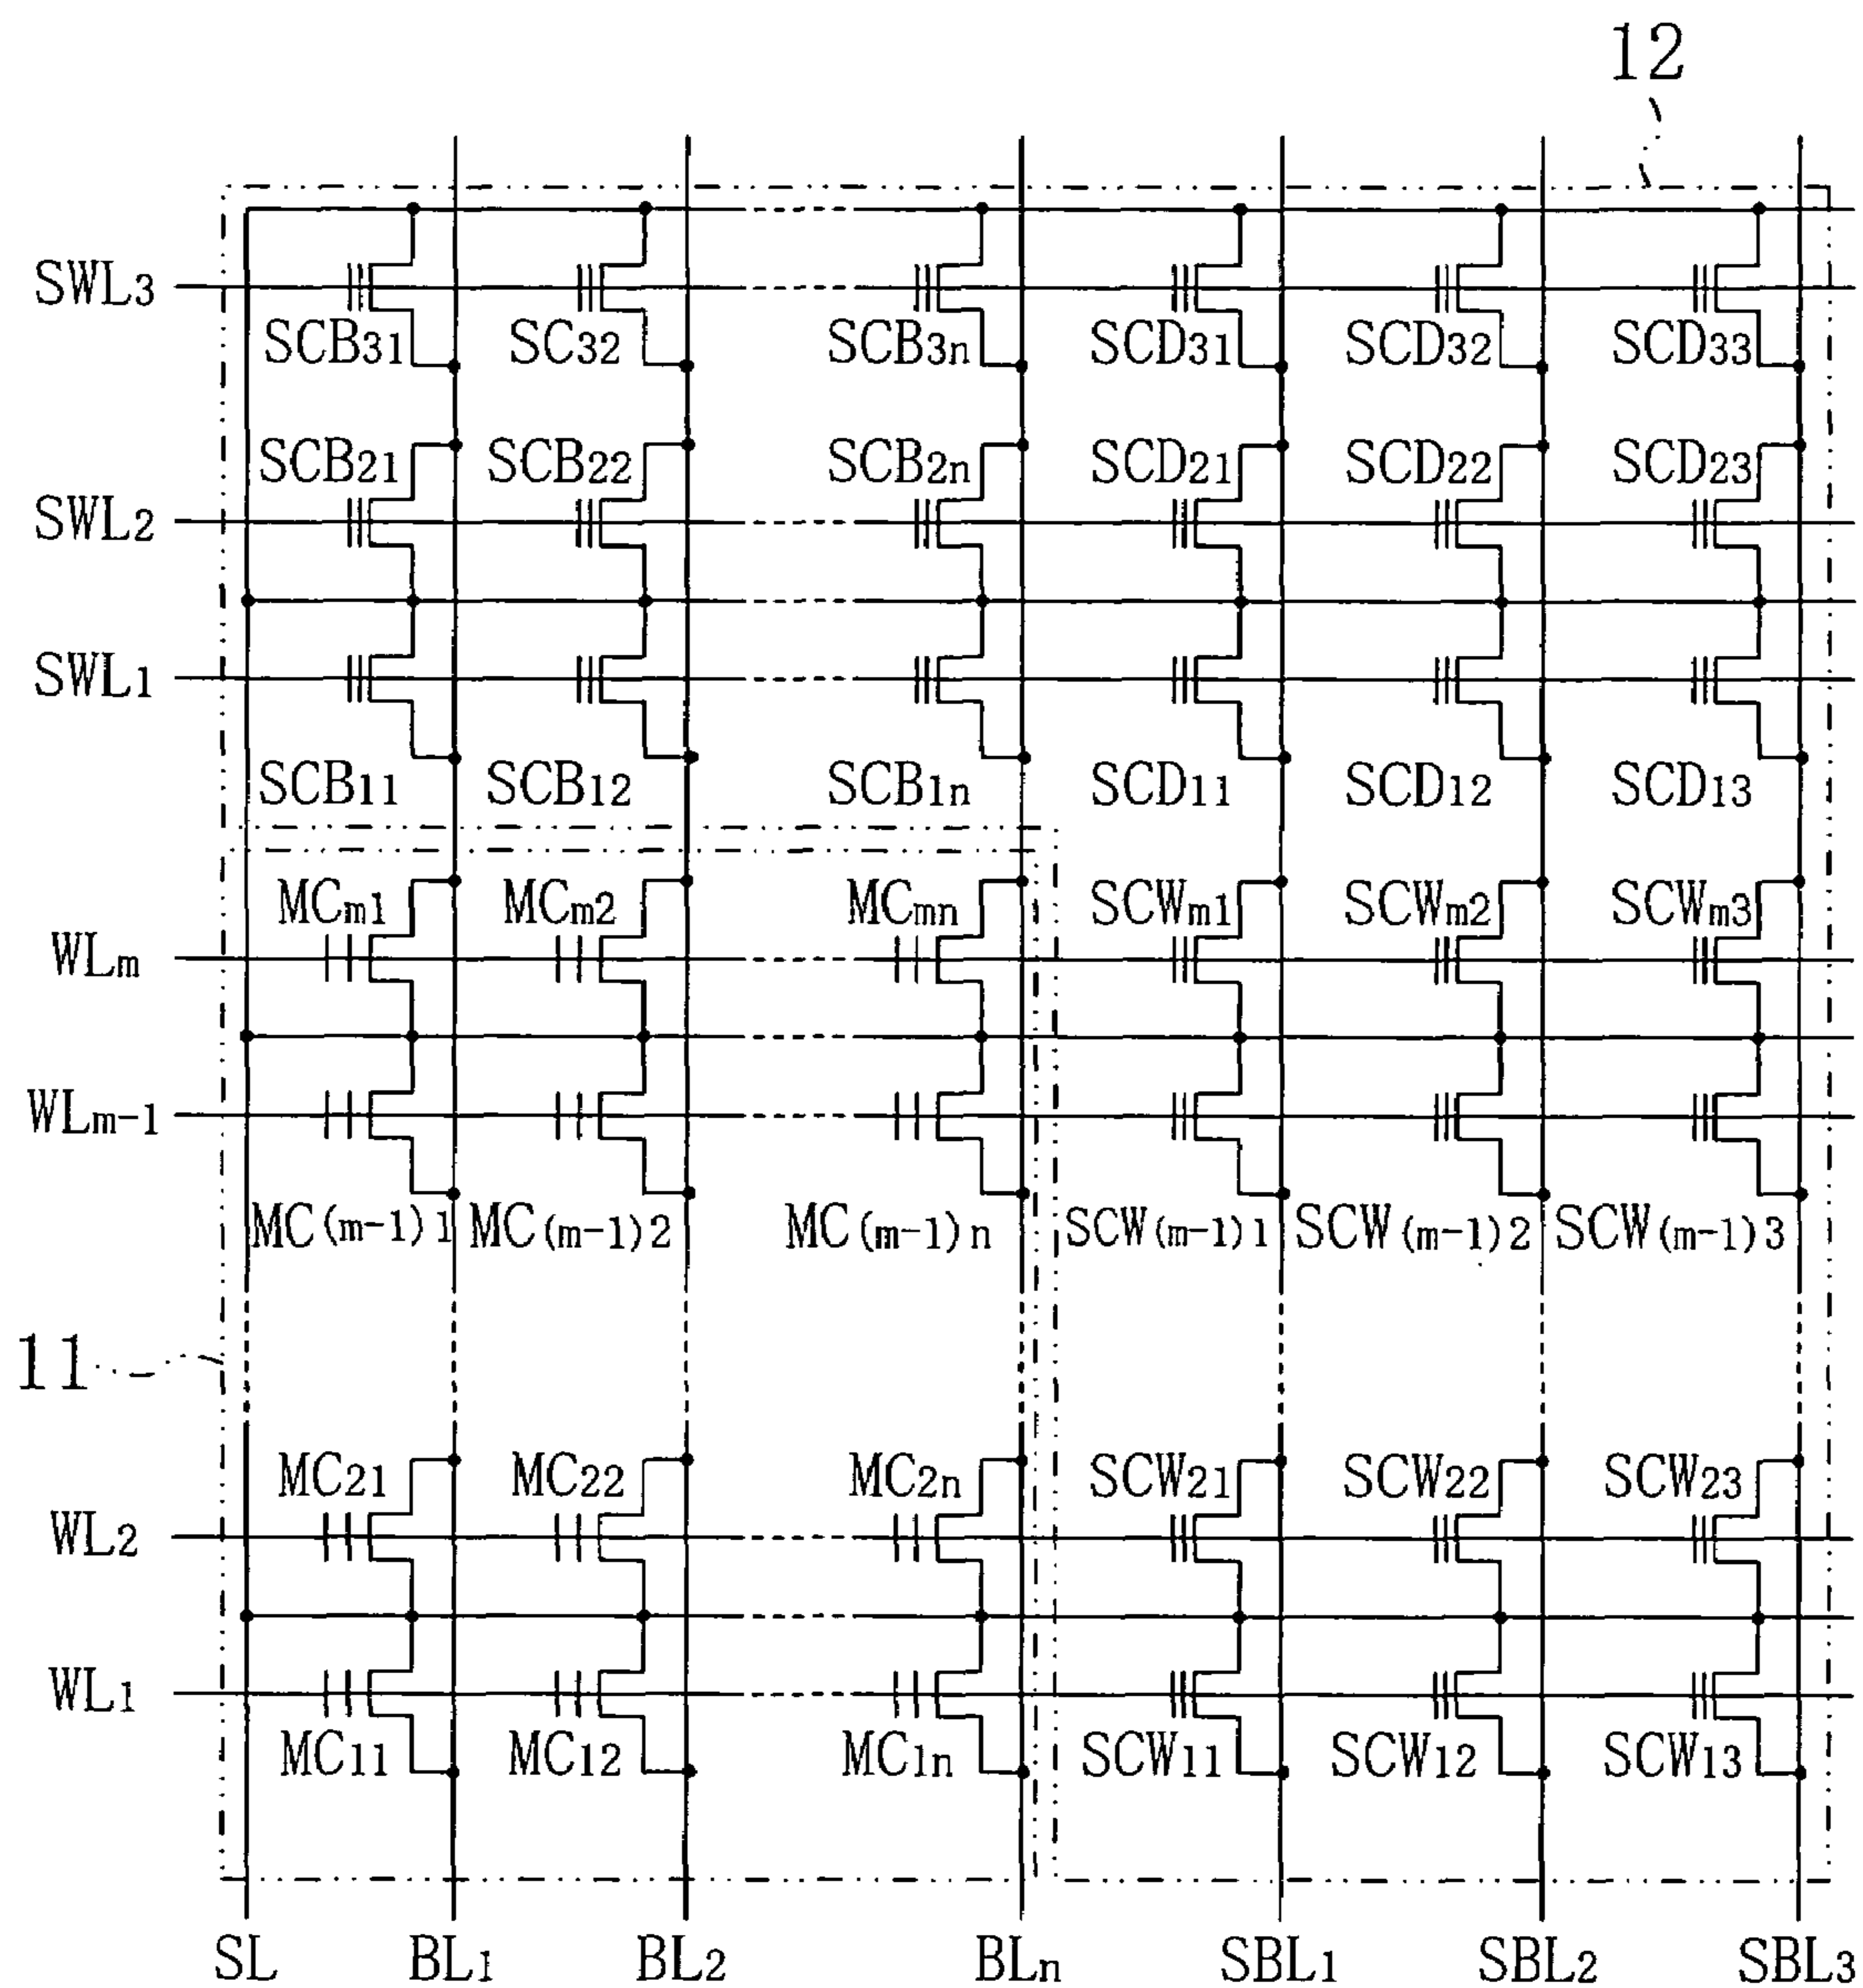 12
SWL3
SCB31 SC32 SCB3n SCD31 SCD32 SCD33
SCB21 SCB22 SCB2n SCD21 SCD22 SCD23
SWL2
SWL1
SCB11 SCB12 SCB1n SCD11 SCD12 SCD13
MCm1 MCm2 MCmn SCWm1 SCWm2 SCWm3
WLm
WLm-1
MC(m-1)1 MC(m-1)2 MC(m-1)n SCW(m-1)1 SCW(m-1)2 SCW(m-1)3
11
MC21 MC22 MC2n SCW21 SCW22 SCW23
WL2
WL1
MC11 MC12 MC1n SCW11 SCW12 SCW13
SL BL1 BL2 BLn SBL1 SBL2 SBL3